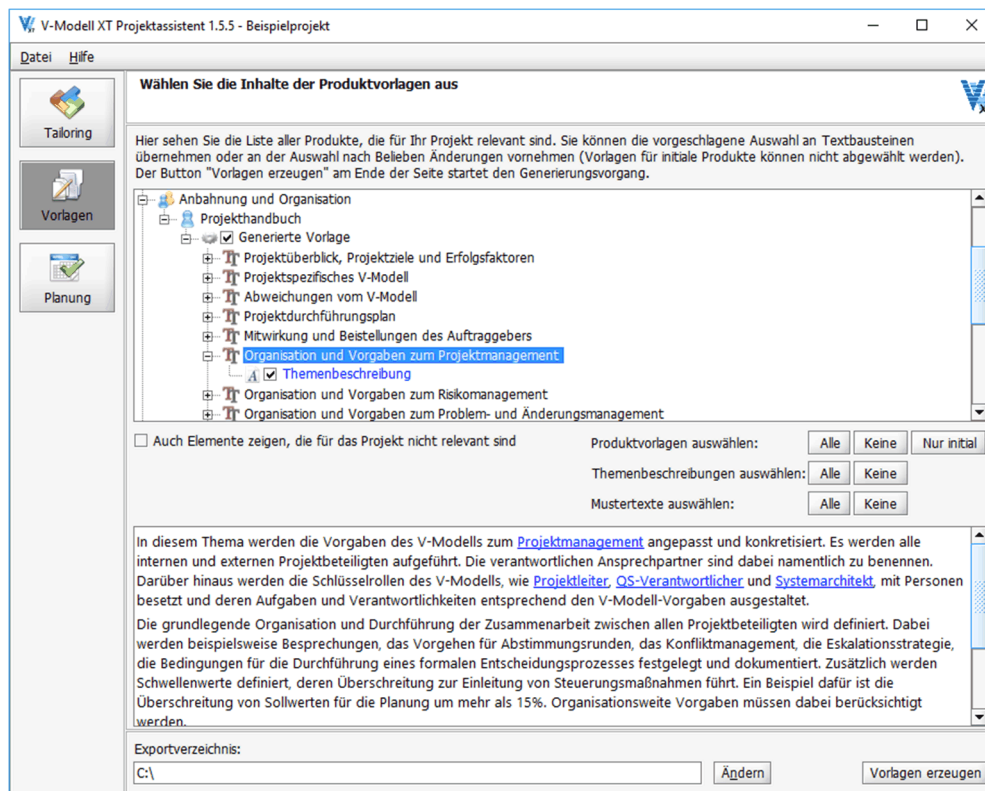 V-Modell XT Projektassistent 1.5.5 - Beispielprojekt
Datei Hilfe
Wählen Sie die Inhalte der Produktvorlagen aus
Tailoring
Vorlagen
Planung
Hier sehen Sie die Liste aller Produkte, die für Ihr Projekt relevant sind. Sie können die vorgeschlagene Auswahl an Textbausteinen
übernehmen oder an der Auswahl nach Belieben Änderungen vornehmen (Vorlagen für initiale Produkte können nicht abgewählt werden).
Der Button "Vorlagen erzeugen" am Ende der Seite startet den Generierungsvorgang.
Anbahnung und Organisation
Projekthandbuch
Generierte Vorlage
Projektüberblick, Projektziele und Erfolgsfaktoren
Projektspezifisches V-Modell
Abweichungen vom V-Modell
Projektdurchführungsplan
Mitwirkung und Beistellungen des Auftraggebers
Organisation und Vorgaben zum Projektmanagement
Themenbeschreibung
Organisation und Vorgaben zum Risikomanagement
Organisation und Vorgaben zum Problem- und Änderungsmanagement
Auch Elemente zeigen, die für das Projekt nicht relevant sind
Produktvorlagen auswählen: Alle Keine Nur initial
Themenbeschreibungen auswählen: Alle Keine
Mustertexte auswählen: Alle Keine
In diesem Thema werden die Vorgaben des V-Modells zum Projektmanagement angepasst und konkretisiert. Es werden alle
internen und externen Projektbeteiligten aufgeführt. Die verantwortlichen Ansprechpartner sind dabei namentlich zu benennen.
Darüber hinaus werden die Schlüsselrollen des V-Modells, wie Projektleiter, QS-Verantwortlicher und Systemarchitekt, mit Personen
besetzt und deren Aufgaben und Verantwortlichkeiten entsprechend den V-Modell-Vorgaben ausgestaltet.
Die grundlegende Organisation und Durchführung der Zusammenarbeit zwischen allen Projektbeteiligten wird definiert. Dabei
werden beispielsweise Besprechungen, das Vorgehen für Abstimmungsrunden, das Konfliktmanagement, die Eskalationsstrategie,
die Bedingungen für die Durchführung eines formalen Entscheidungsprozesses festgelegt und dokumentiert. Zusätzlich werden
Schwellenwerte definiert, deren Überschreitung zur Einleitung von Steuerungsmaßnahmen führt. Ein Beispiel dafür ist die
Überschreitung von Sollwerten für die Planung um mehr als 15%. Organisationsweite Vorgaben müssen dabei berücksichtigt
werden.
Exportverzeichnis:
C:\ Ändern Vorlagen erzeugen